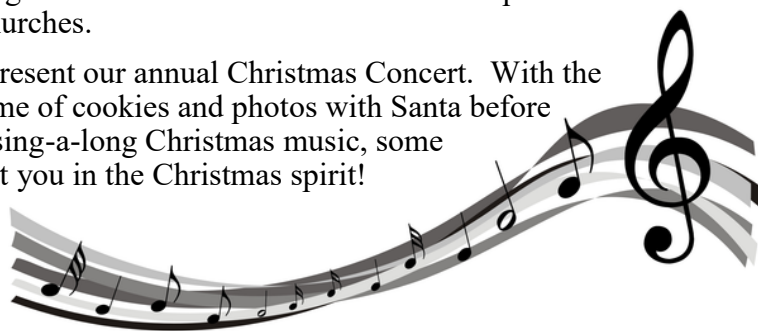 urches.
resent our annual Christmas Concert.  With the
me of cookies and photos with Santa before
sing-a-long Christmas music, some
t you in the Christmas spirit!